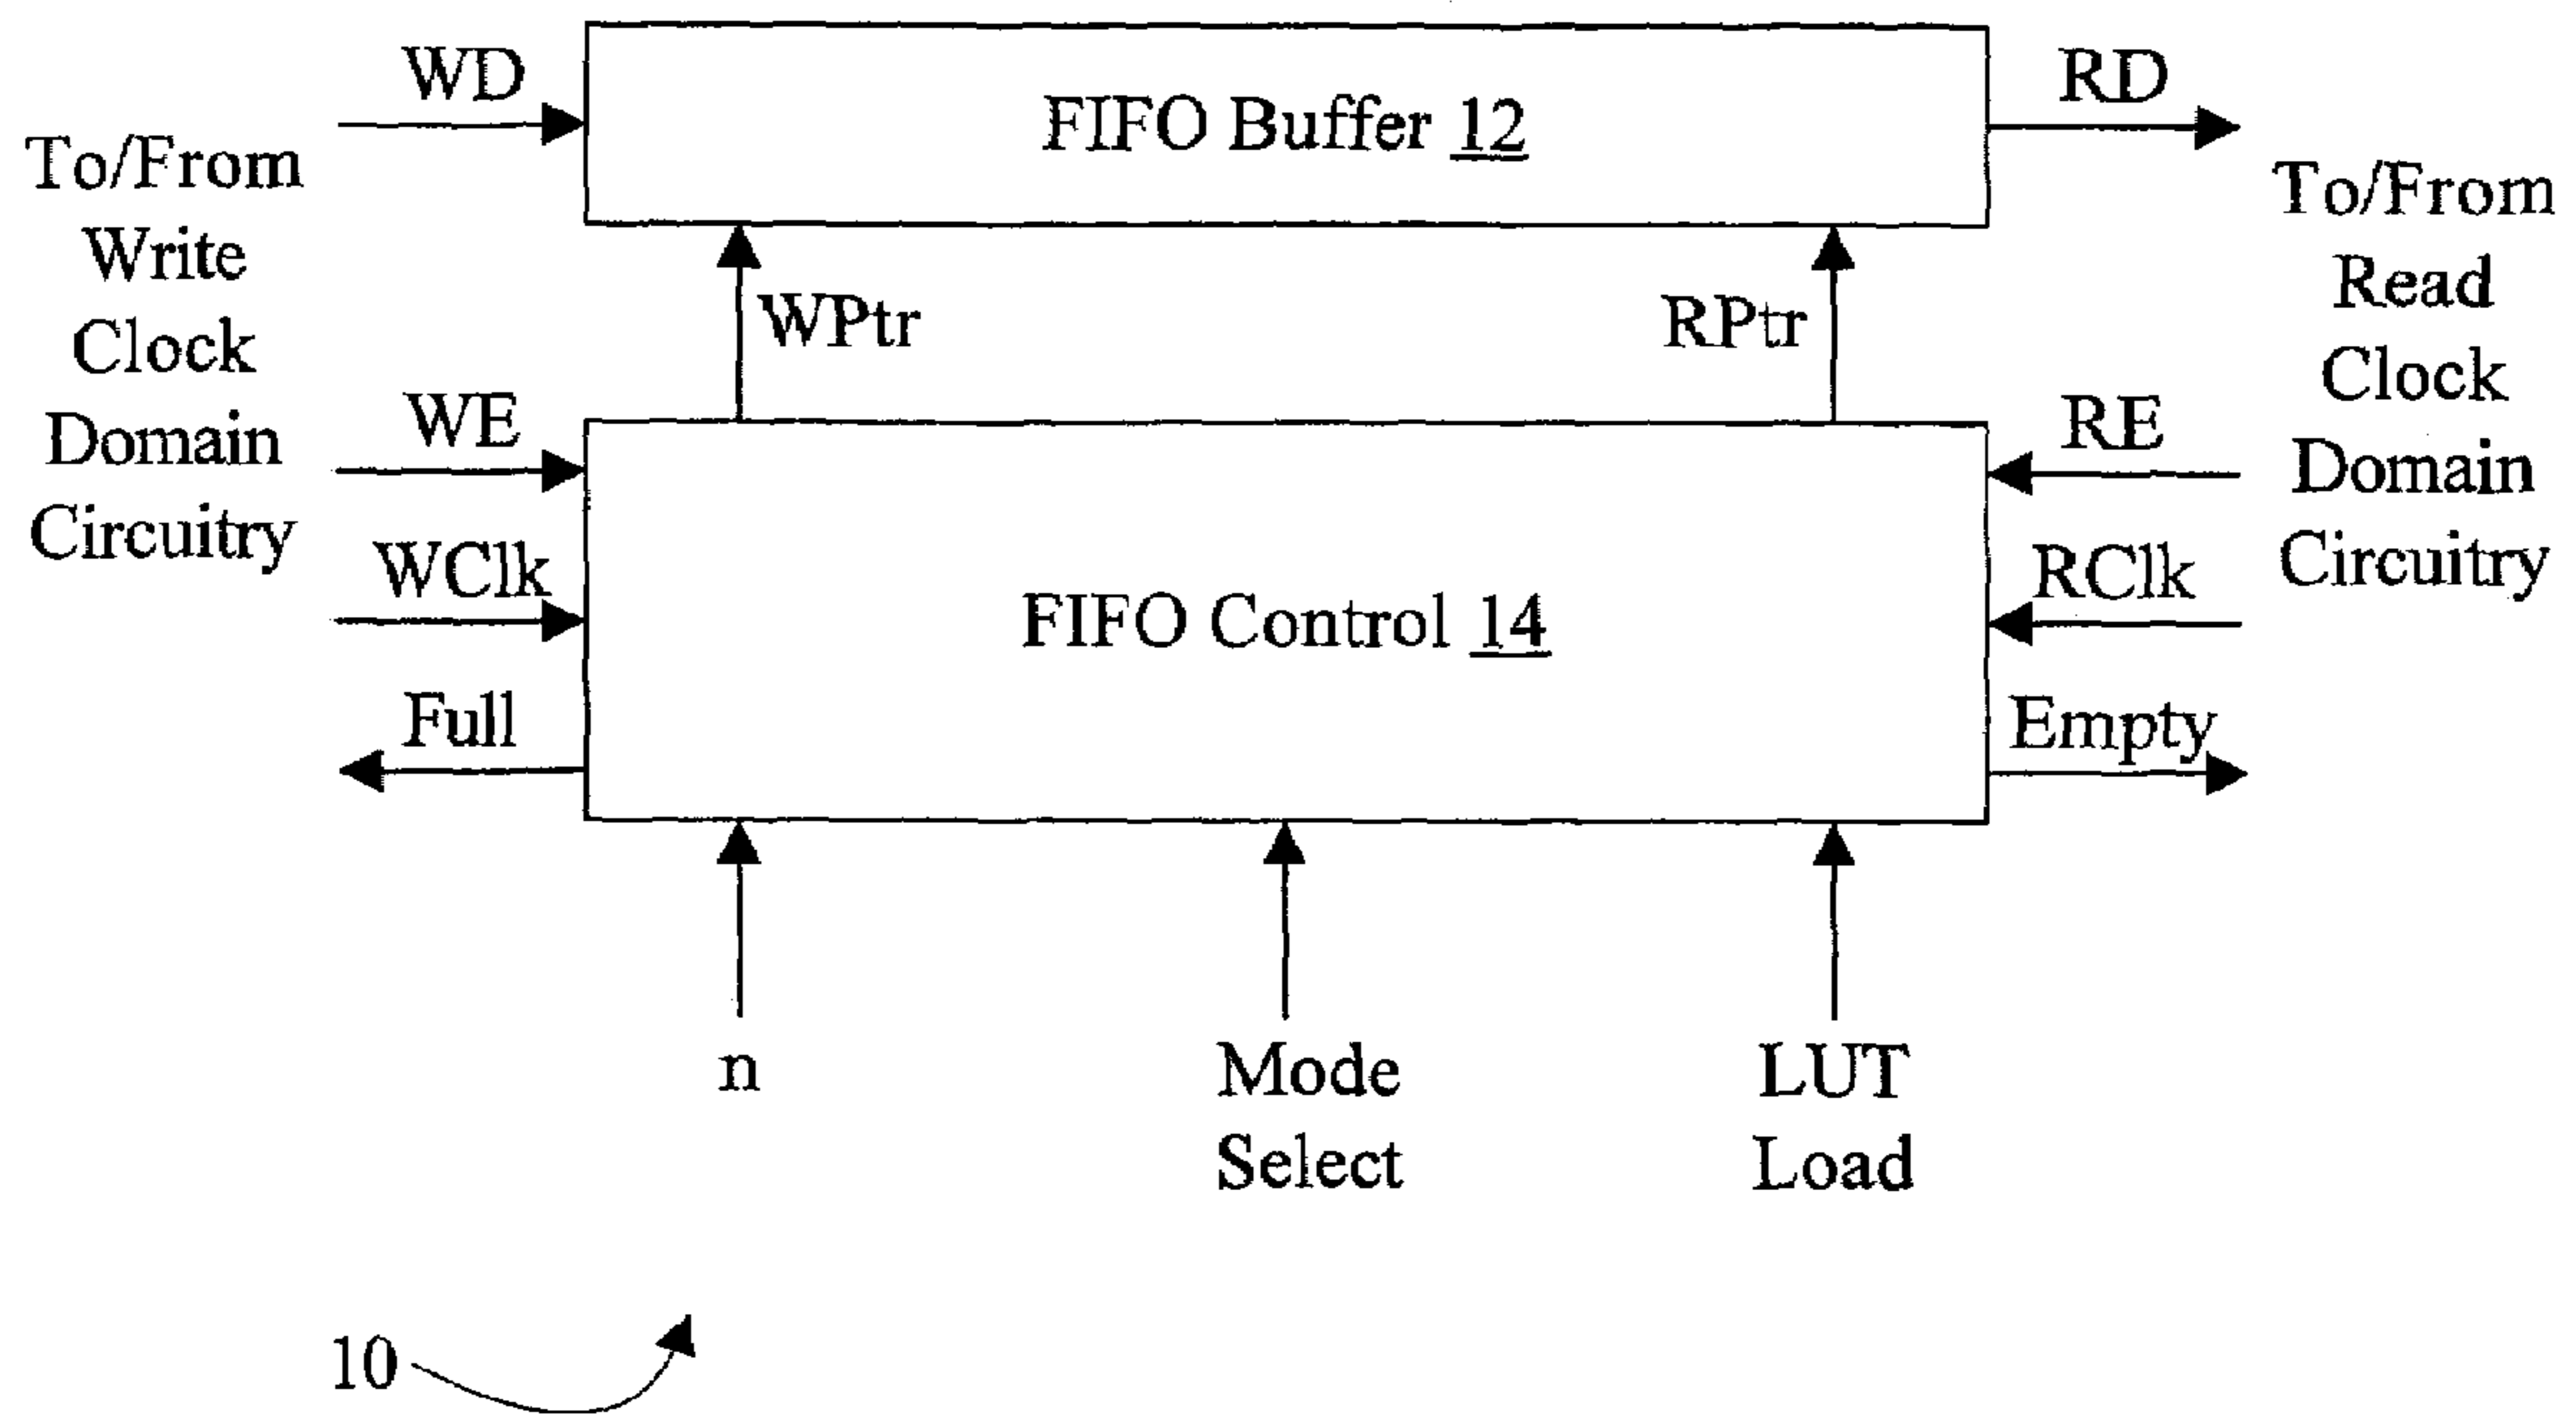 WD
FIFO Buffer 12
RD
To/From
Write
Clock
Domain
Circuitry
To/From
Read
Clock
Domain
Circuitry
WPtr
RPtr
WE
RE
WClk
FIFO Control 14
RClk
Full
Empty
n
Mode
Select
LUT
Load
10